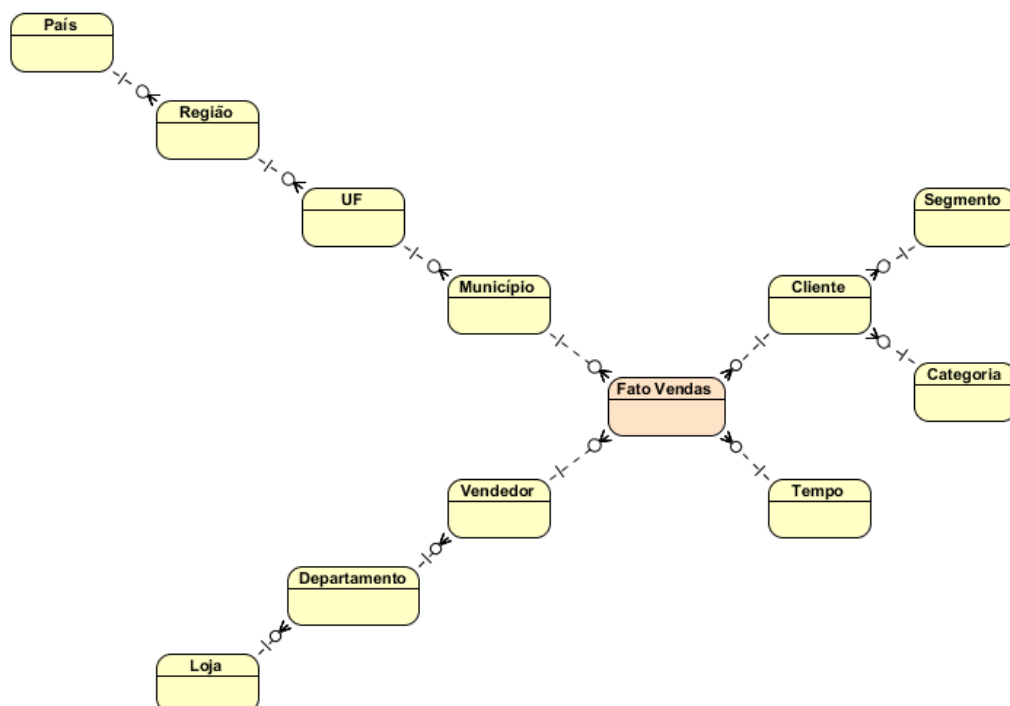 País
Região
UF
Segmento
Município
Cliente
Categoria
Fato Vendas
Vendedor
Tempo
Departamento
Loja